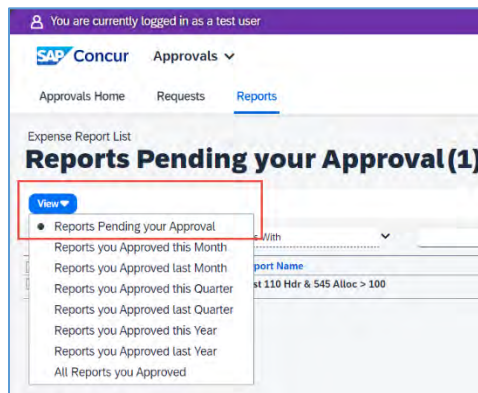 You are currently logged in as a test user
SAP Concur Approvals
Approvals Home Requests Reports
Expense Report List
Reports Pending your Approval(1)
View
Reports Pending your Approval
Reports you Approved this Month
Reports you Approved last Month
Reports you Approved this Quarter
Reports you Approved last Quarter
Reports you Approved this Year
Reports you Approved last Year
All Reports you Approved
With
port Name
st 110 Hdr & 545 Alloc > 100